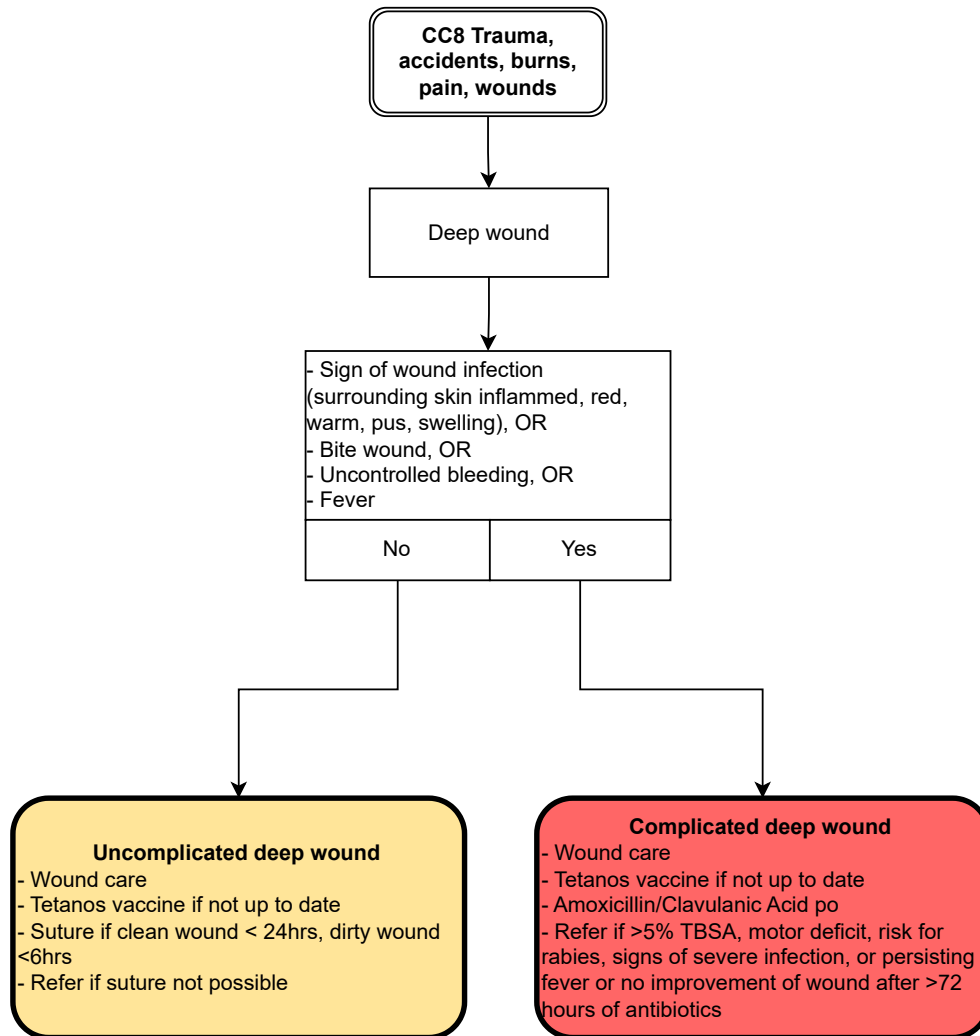 CC8 Trauma,
accidents, burns,
pain, wounds
Deep wound
- Sign of wound infection
(surrounding skin inflammed, red,
warm, pus, swelling), OR
- Bite wound, OR
- Uncontrolled bleeding, OR
- Fever
No
Yes
Uncomplicated deep wound
- Wound care
- Tetanos vaccine if not up to date
- Suture if clean wound < 24hrs, dirty wound
<6hrs
- Refer if suture not possible
Complicated deep wound
- Wound care
- Tetanos vaccine if not up to date
- Amoxicillin/Clavulanic Acid po
- Refer if >5% TBSA, motor deficit, risk for
rabies, signs of severe infection, or persisting
fever or no improvement of wound after >72
hours of antibiotics